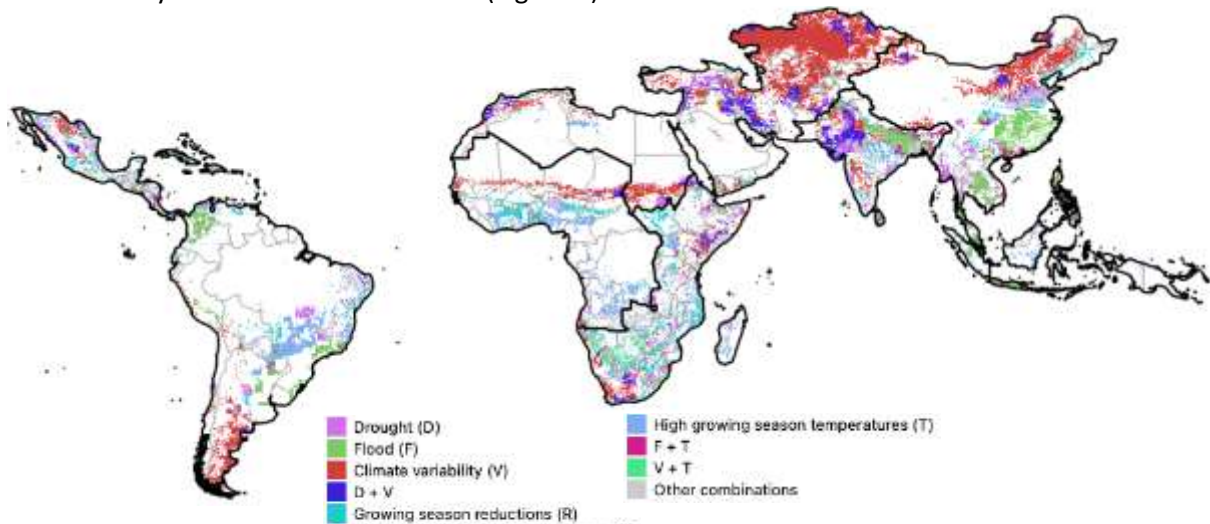 Drought (D)
Flood (F)
Climate variability (V)
D + V
Growing season reductions (R)
High growing season temperatures (T)
F + T
V + T
Other combinations